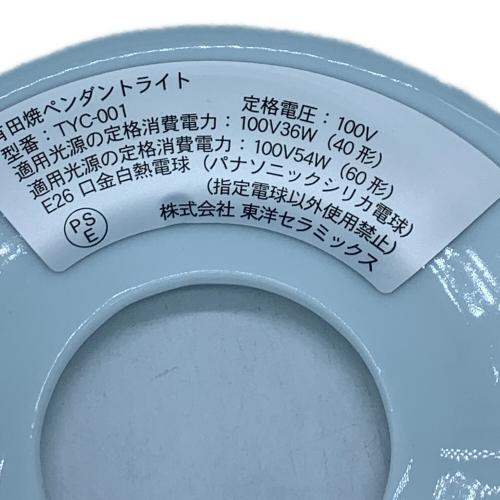 有田焼ペンダントライト
型番：TYC-001 定格電圧：100V
適用光源の定格消費電力：100V36W（40形）
適用光源の定格消費電力：100V54W（60形）
E26 口金白熱電球（パナソニックシリカ電球）
（指定電球以外使用禁止）
PS
E
株式会社 東洋セラミックス